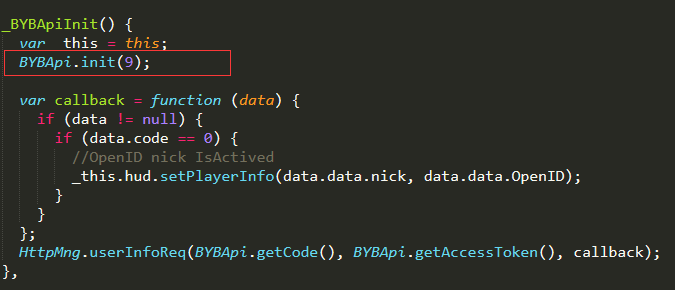 _BYBApiInit() {
var _this = this;
BYBApi.init(9);
var callback = function (data) {
if (data != null) {
if (data.code == 0) {
//OpenID nick IsActived
_this.hud.setPlayerInfo(data.data.nick, data.data.OpenID);
}
}
};
HttpMng.userInfoReq(BYBApi.getCode(), BYBApi.getAccessToken(), callback);
},